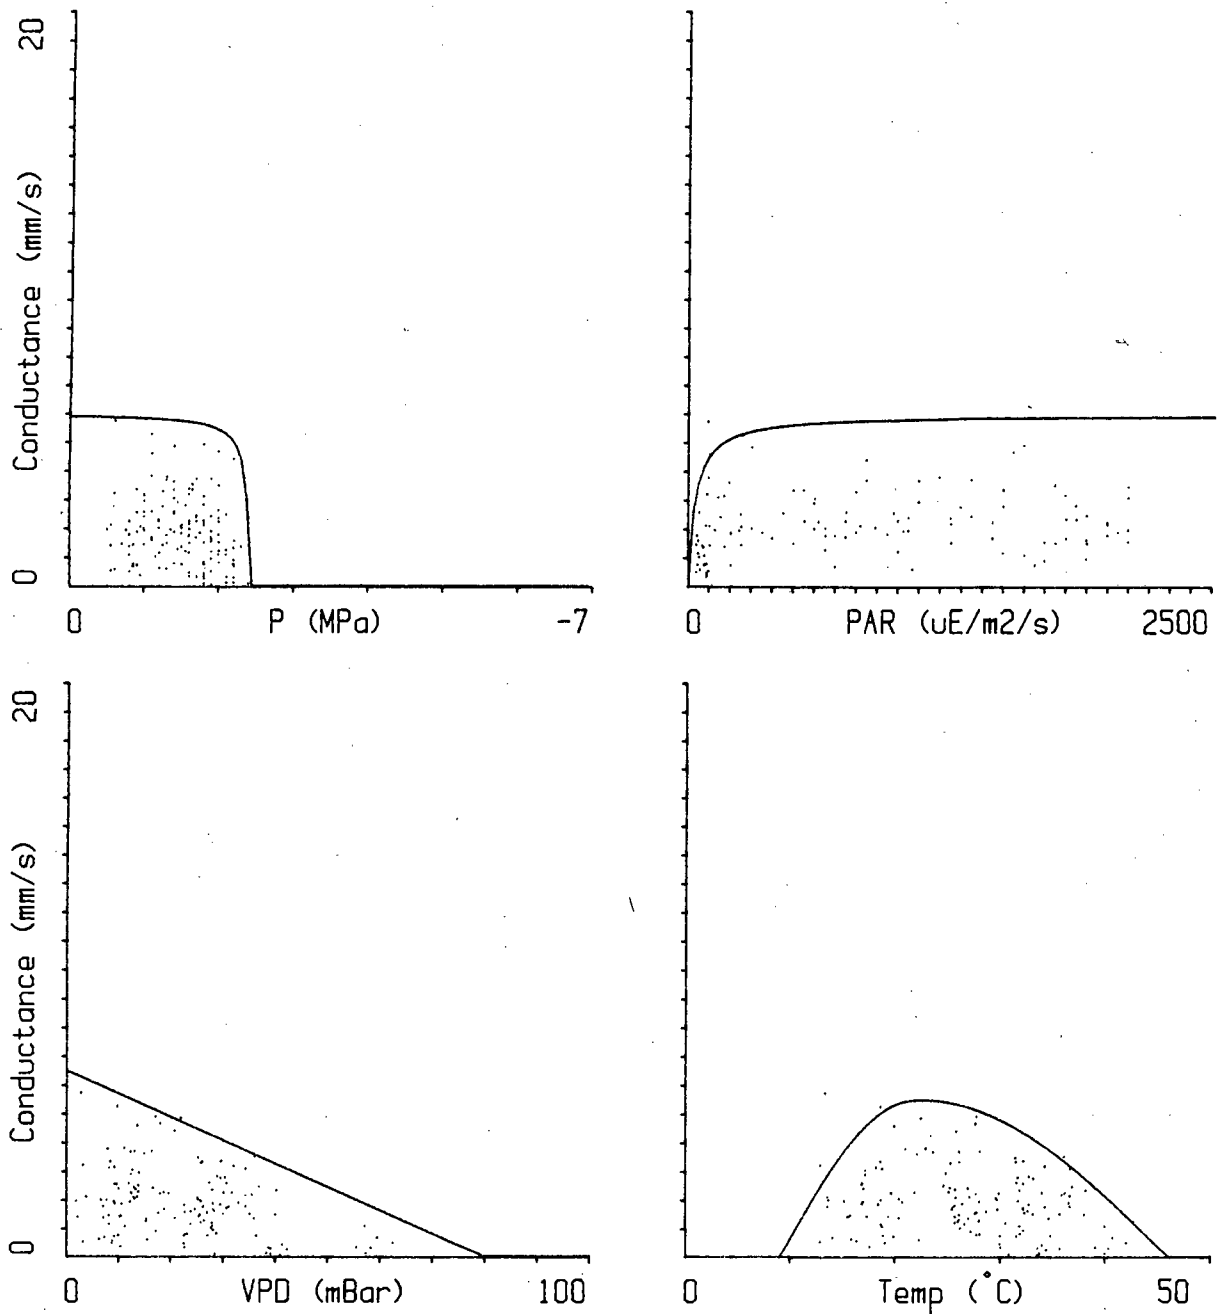 20
Conductance (mm/s)
0
0 P (MPa) -7
0 PAR (uE/m2/s) 2500
20
Conductance (mm/s)
0
0 VPD (mBar) 100
0 Temp (°C) 50